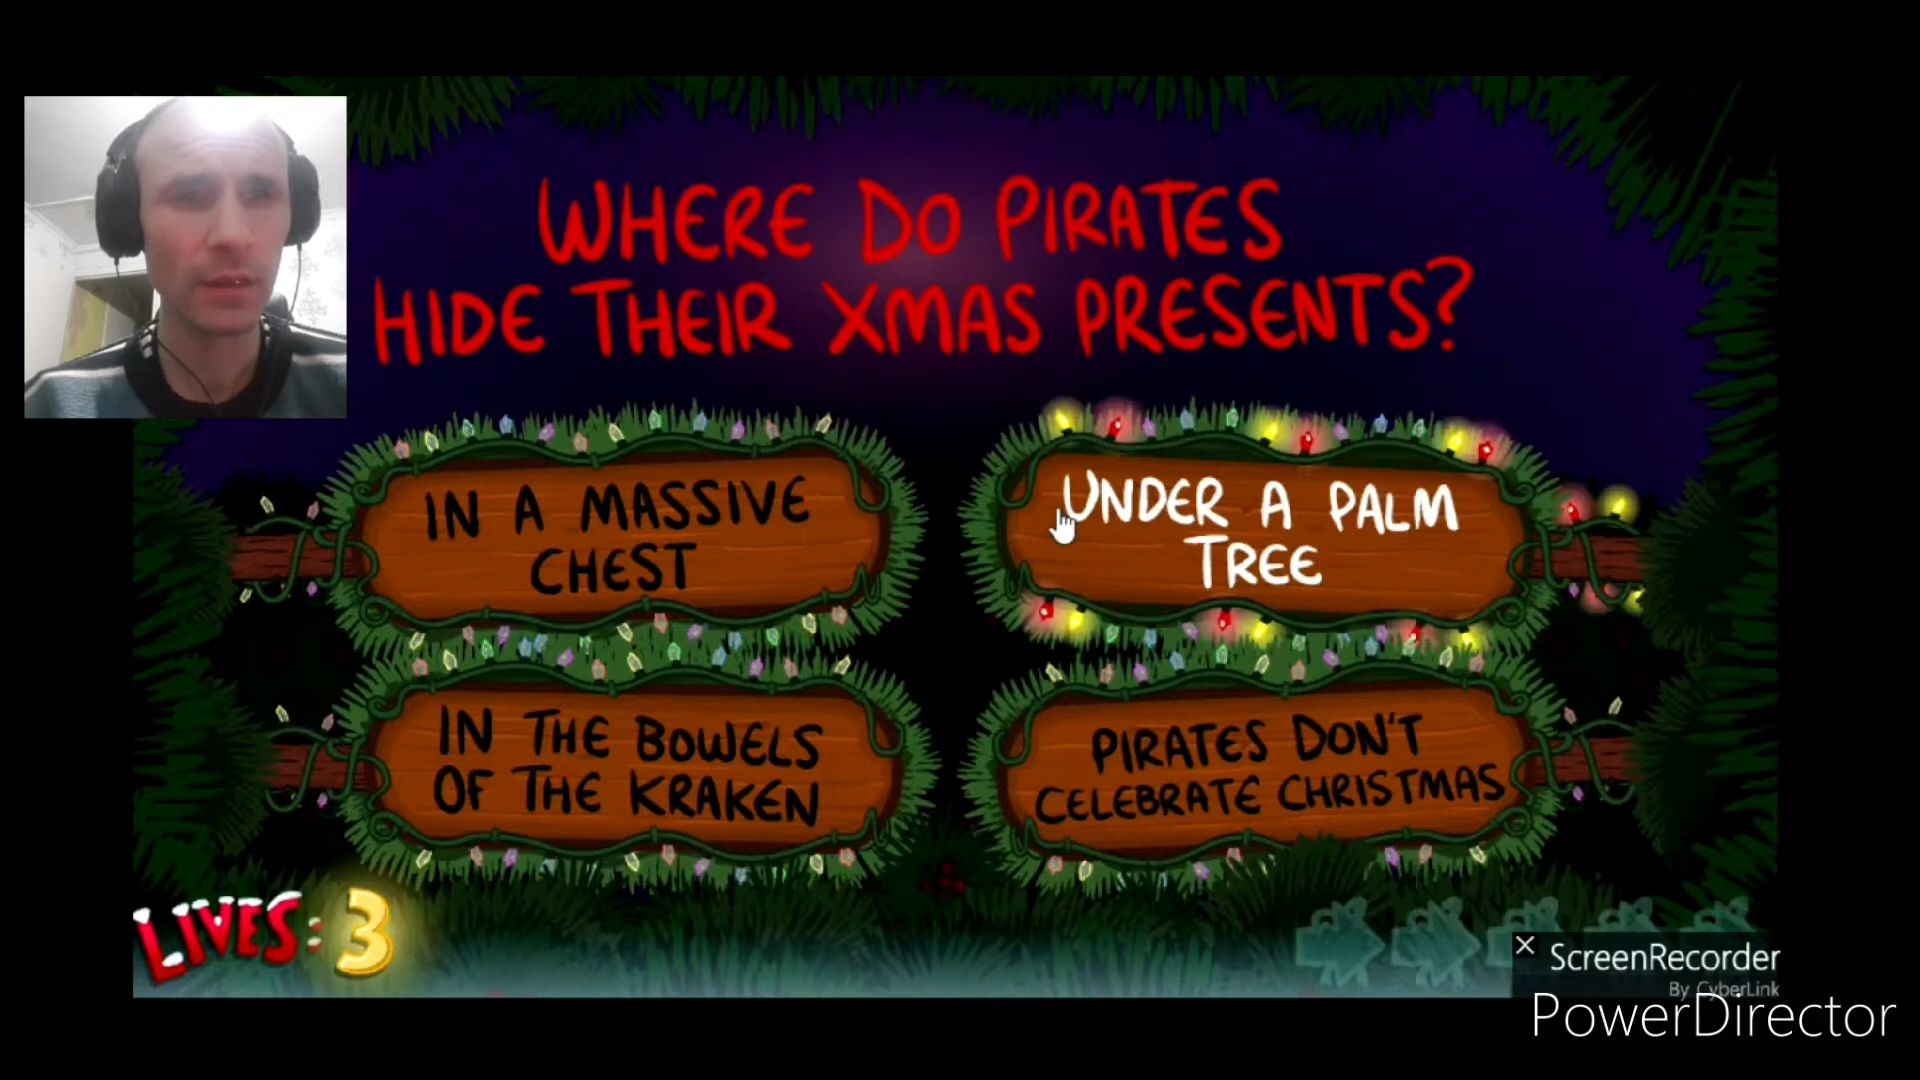 WHERE DO PIRATES
HIDE THEIR XMAS PRESENTS?
IN A MASSIVE
CHEST
UNDER A PALM
TREE
IN THE BOWELS
OF THE KRAKEN
PIRATES DON'T
CELEBRATE CHRISTMAS
LIVES: 3
ScreenRecorder
By CyberLink
PowerDirector